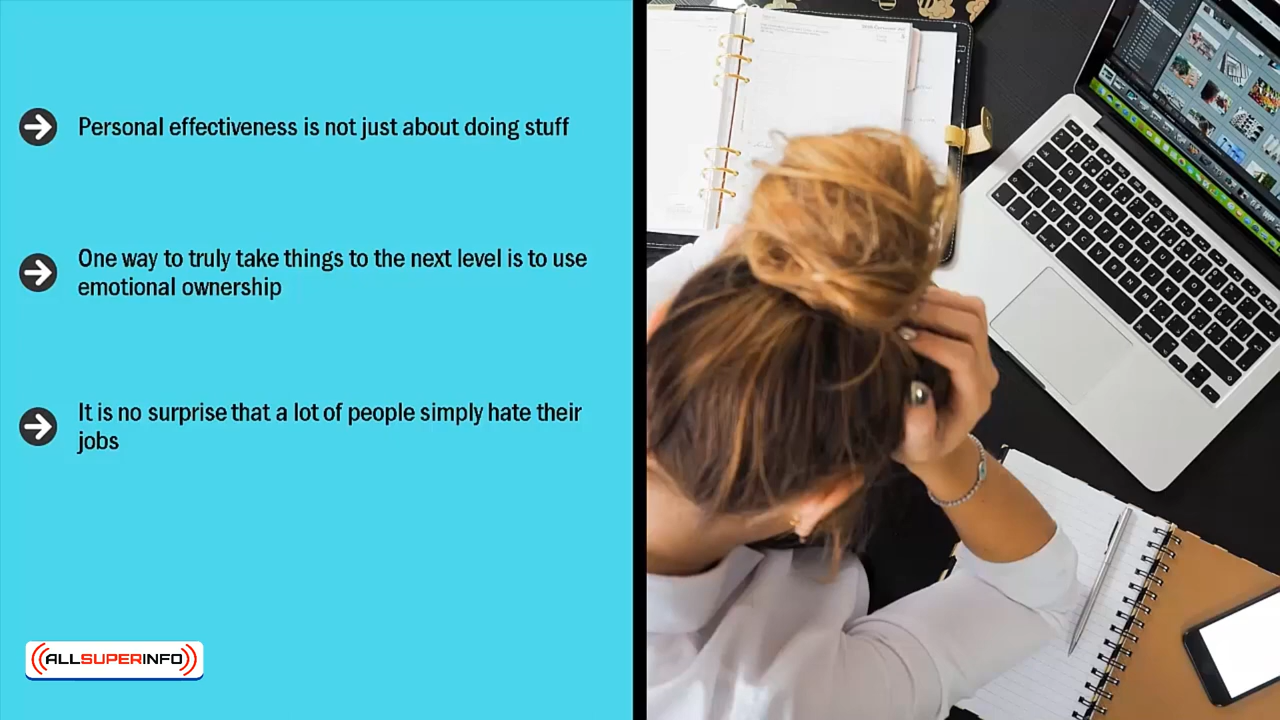 Personal effectiveness is not just about doing stuff
One way to truly take things to the next level is to use
emotional ownership
It is no surprise that a lot of people simply hate their
jobs
ALLSUPERINFO